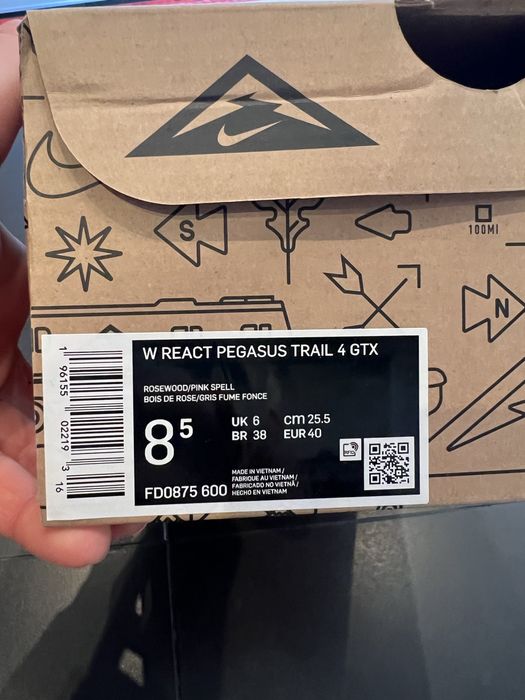 S
100MI
N
W REACT PEGASUS TRAIL 4 GTX
ROSEWOOD/PINK SPELL
BOIS DE ROSE/GRIS FUME FONCE
8 5
UK 6 cm 25.5
BR 38 EUR 40
FD0875 600
MADE IN VIETNAM /
FABRIQUE AU VIETNAM /
FABRICADO NO VIETNÃ /
HECHO EN VIETNAM
1 96155 02219 3 16